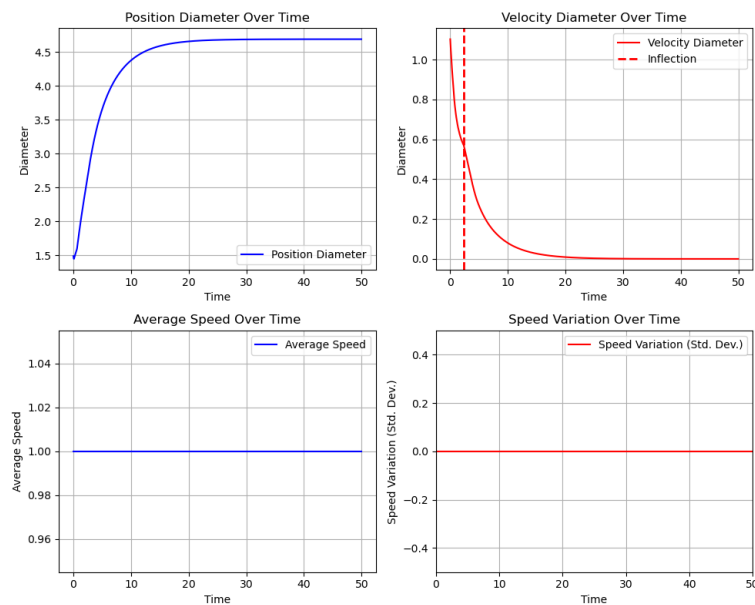 Position Diameter Over Time
Diameter
4.5
4.0
3.5
3.0
2.5
2.0
1.5
Position Diameter
0 10 20 30 40 50
Time
Velocity Diameter Over Time
Diameter
1.0
0.8
0.6
0.4
0.2
0.0
Velocity Diameter
Inflection
0 10 20 30 40 50
Time
Average Speed Over Time
Average Speed
1.04
1.02
1.00
0.98
0.96
Average Speed
0 10 20 30 40 50
Time
Speed Variation Over Time
Speed Variation (Std. Dev.)
0.4
0.2
0.0
−0.2
−0.4
Speed Variation (Std. Dev.)
0 10 20 30 40 50
Time